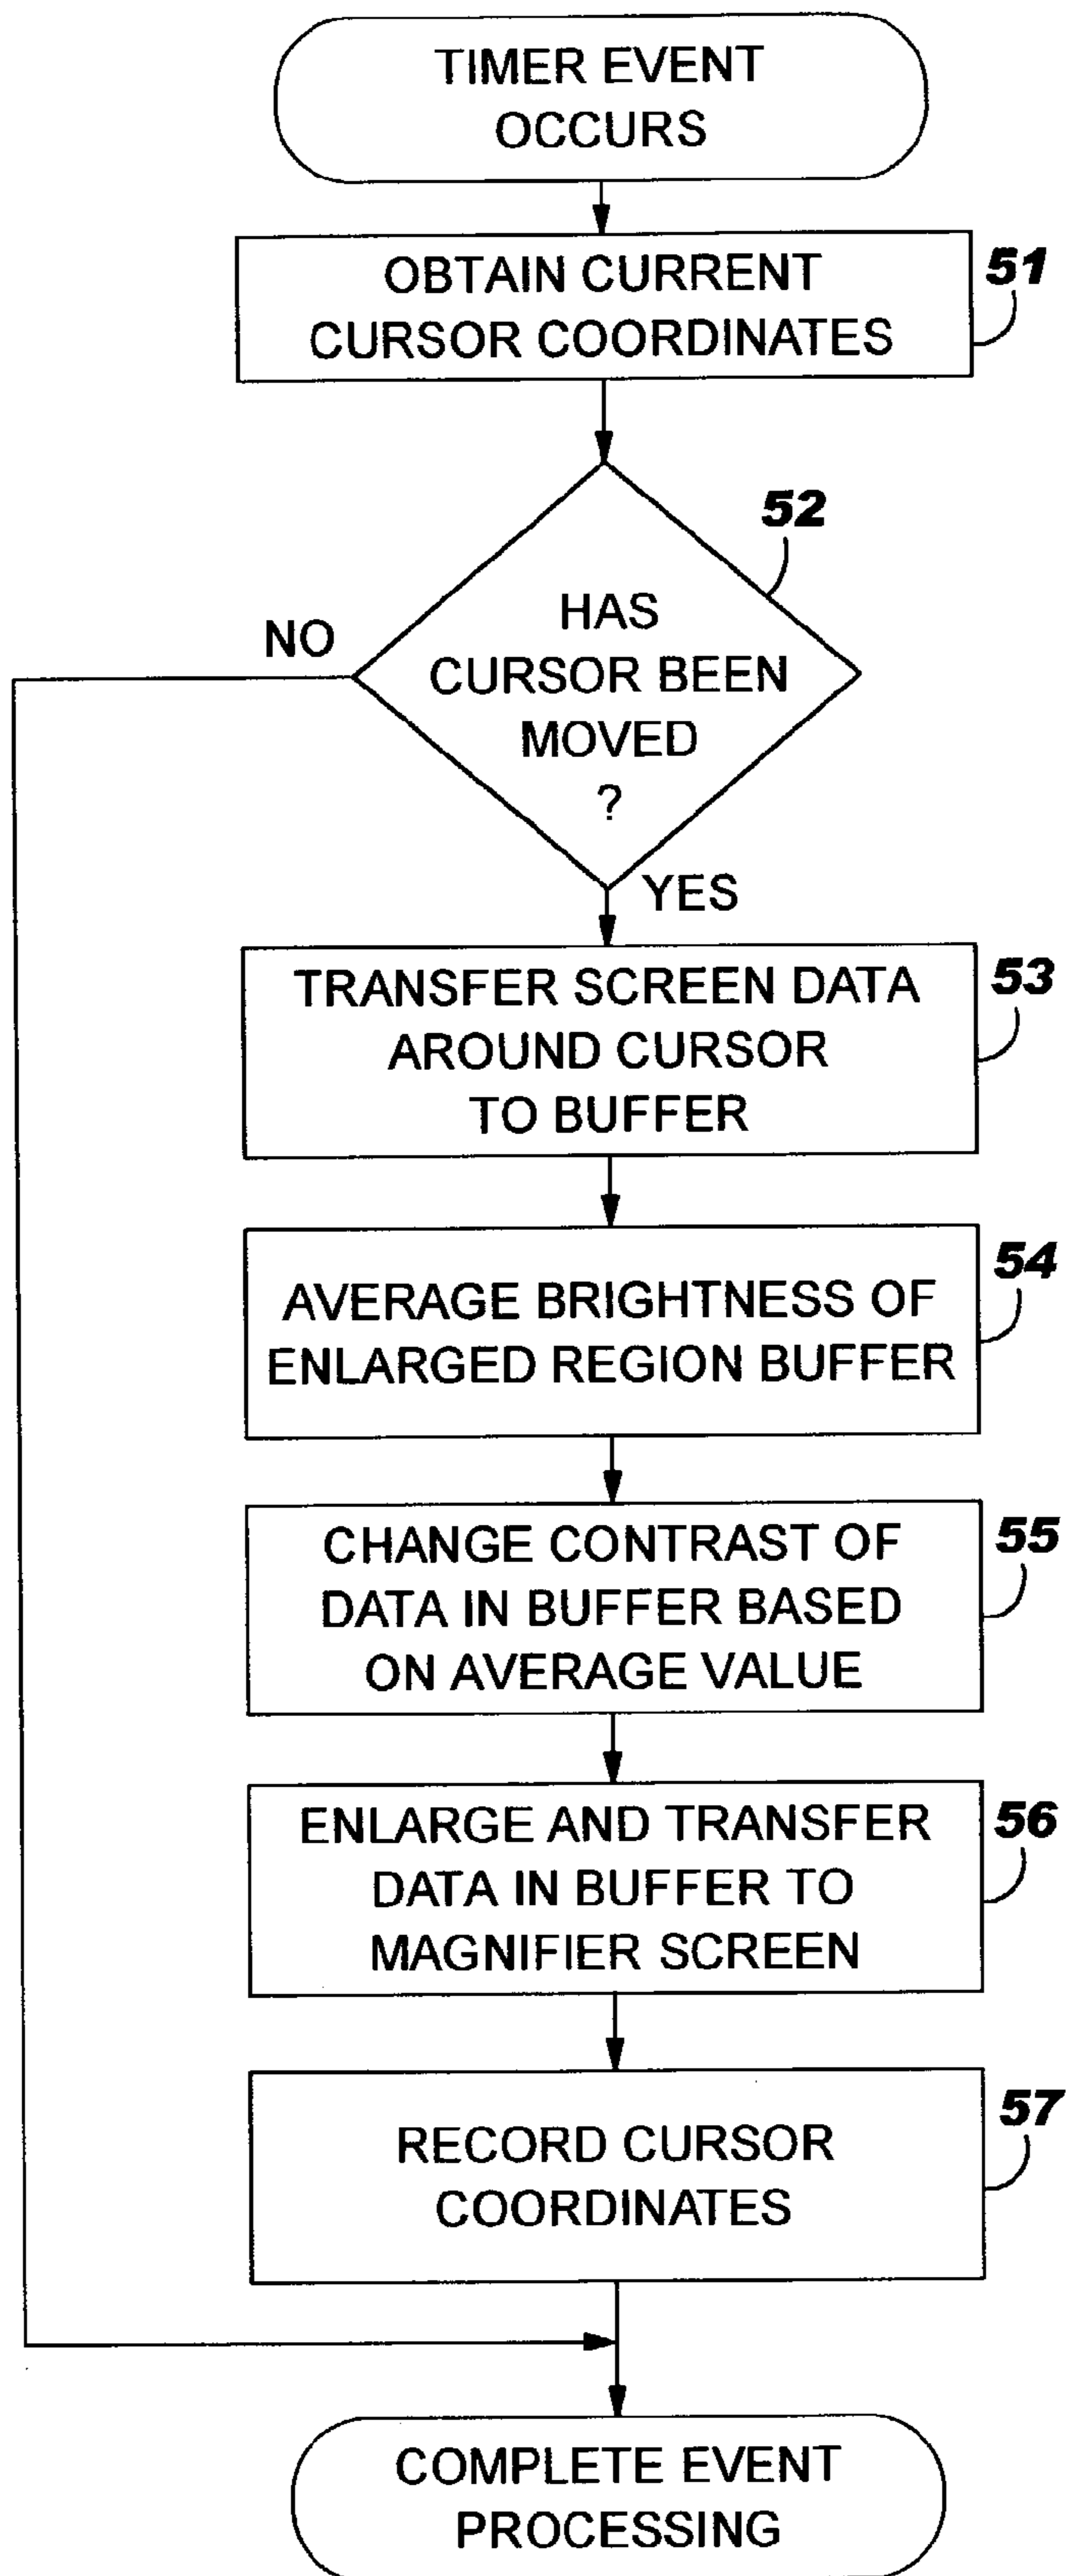 TIMER EVENT
OCCURS
OBTAIN CURRENT
CURSOR COORDINATES
51
52
HAS
CURSOR BEEN
MOVED
?
NO
YES
TRANSFER SCREEN DATA
AROUND CURSOR
TO BUFFER
53
AVERAGE BRIGHTNESS OF
ENLARGED REGION BUFFER
54
CHANGE CONTRAST OF
DATA IN BUFFER BASED
ON AVERAGE VALUE
55
ENLARGE AND TRANSFER
DATA IN BUFFER TO
MAGNIFIER SCREEN
56
RECORD CURSOR
COORDINATES
57
COMPLETE EVENT
PROCESSING